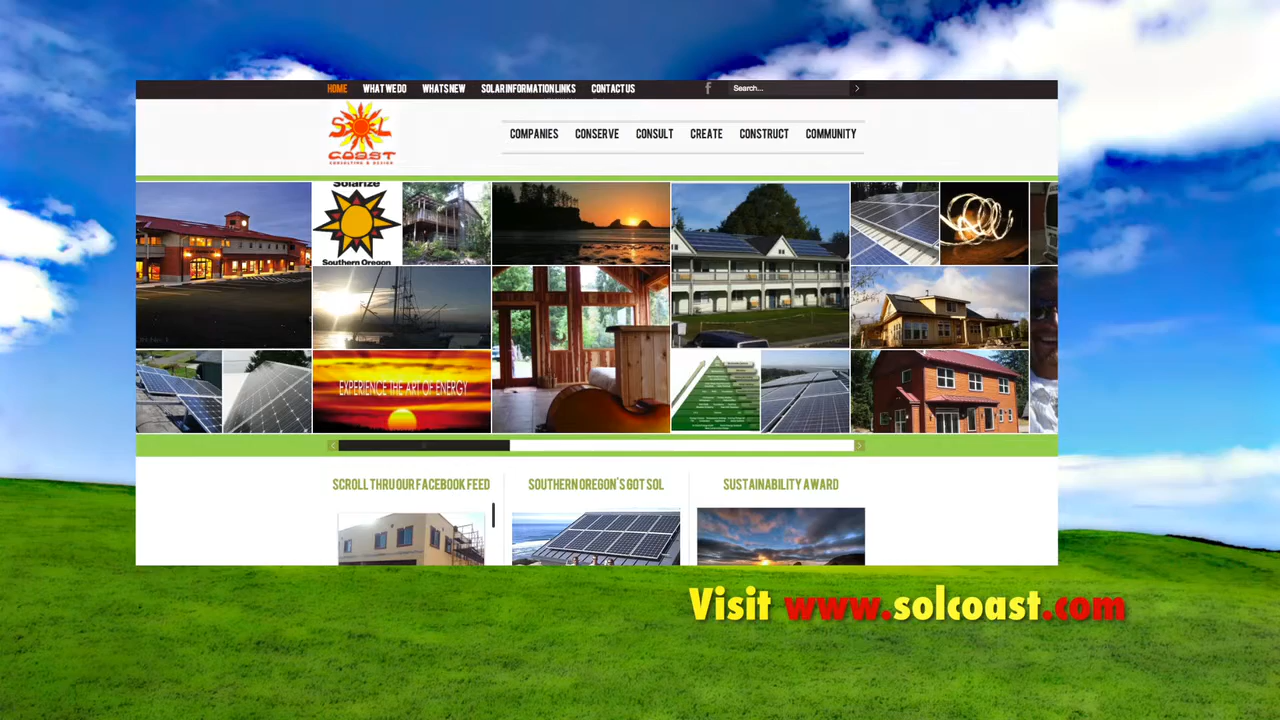 HOME WHAT WE DO WHATS NEW SOLAR INFORMATION LINKS CONTACT US f Search...
SOL
COAST
CONSULTING & DESIGN
COMPANIES CONSERVE CONSULT CREATE CONSTRUCT COMMUNITY
Solarize
Southern Oregon
EXPERIENCE THE ART OF ENERGY
SCROLL THRU OUR FACEBOOK FEED
SOUTHERN OREGON'S GOT SOL
SUSTAINABILITY AWARD
Visit www.solcoast.com